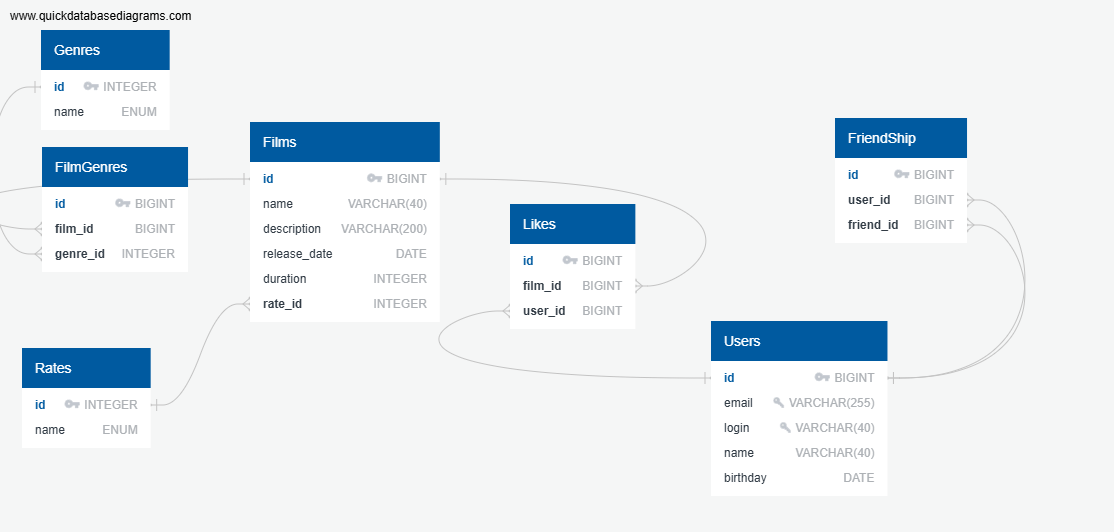 www.quickdatabasediagrams.com
Genres
id INTEGER
name ENUM
FilmGenres
id BIGINT
film_id BIGINT
genre_id INTEGER
Rates
id INTEGER
name ENUM
Films
id BIGINT
name VARCHAR(40)
description VARCHAR(200)
release_date DATE
duration INTEGER
rate_id INTEGER
Likes
id BIGINT
film_id BIGINT
user_id BIGINT
FriendShip
id BIGINT
user_id BIGINT
friend_id BIGINT
Users
id BIGINT
email VARCHAR(255)
login VARCHAR(40)
name VARCHAR(40)
birthday DATE